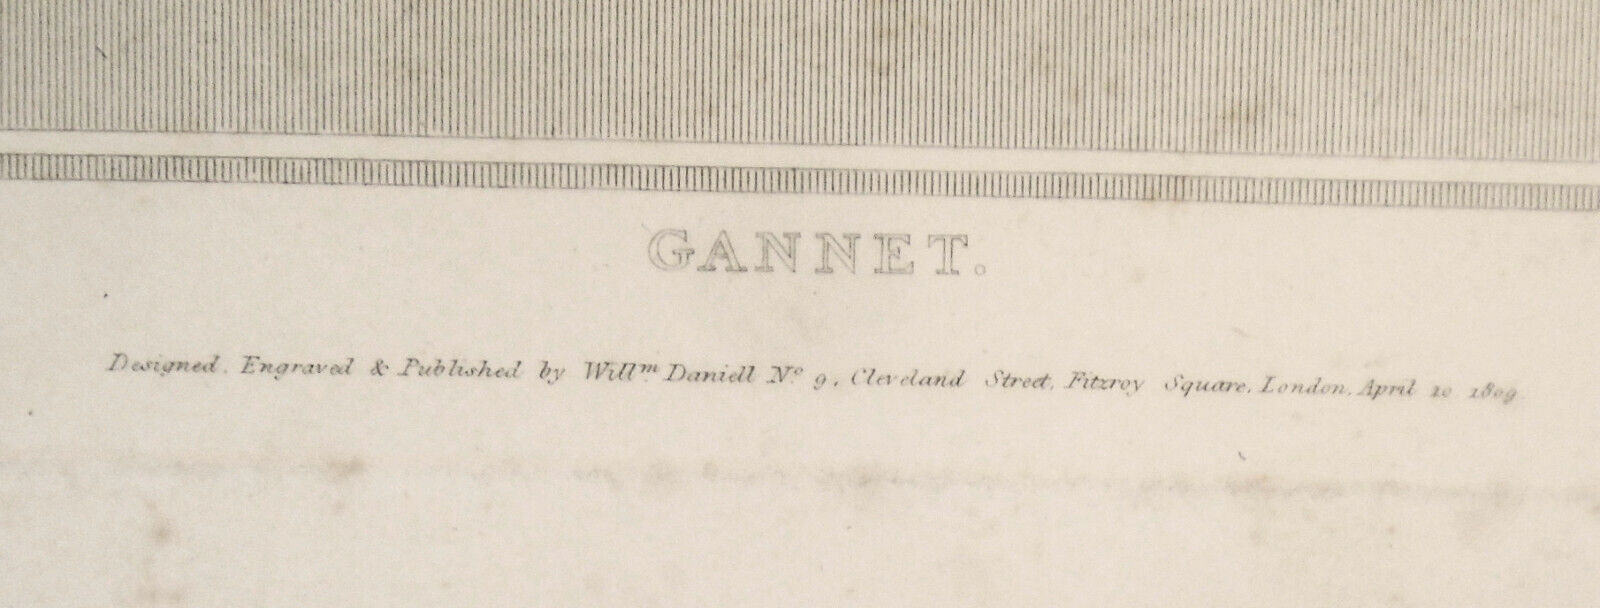 GANNET.
Designed, Engraved & Published by Willm. Daniell No. 9, Cleveland Street, Fitzroy Square, London, April 10 1809.